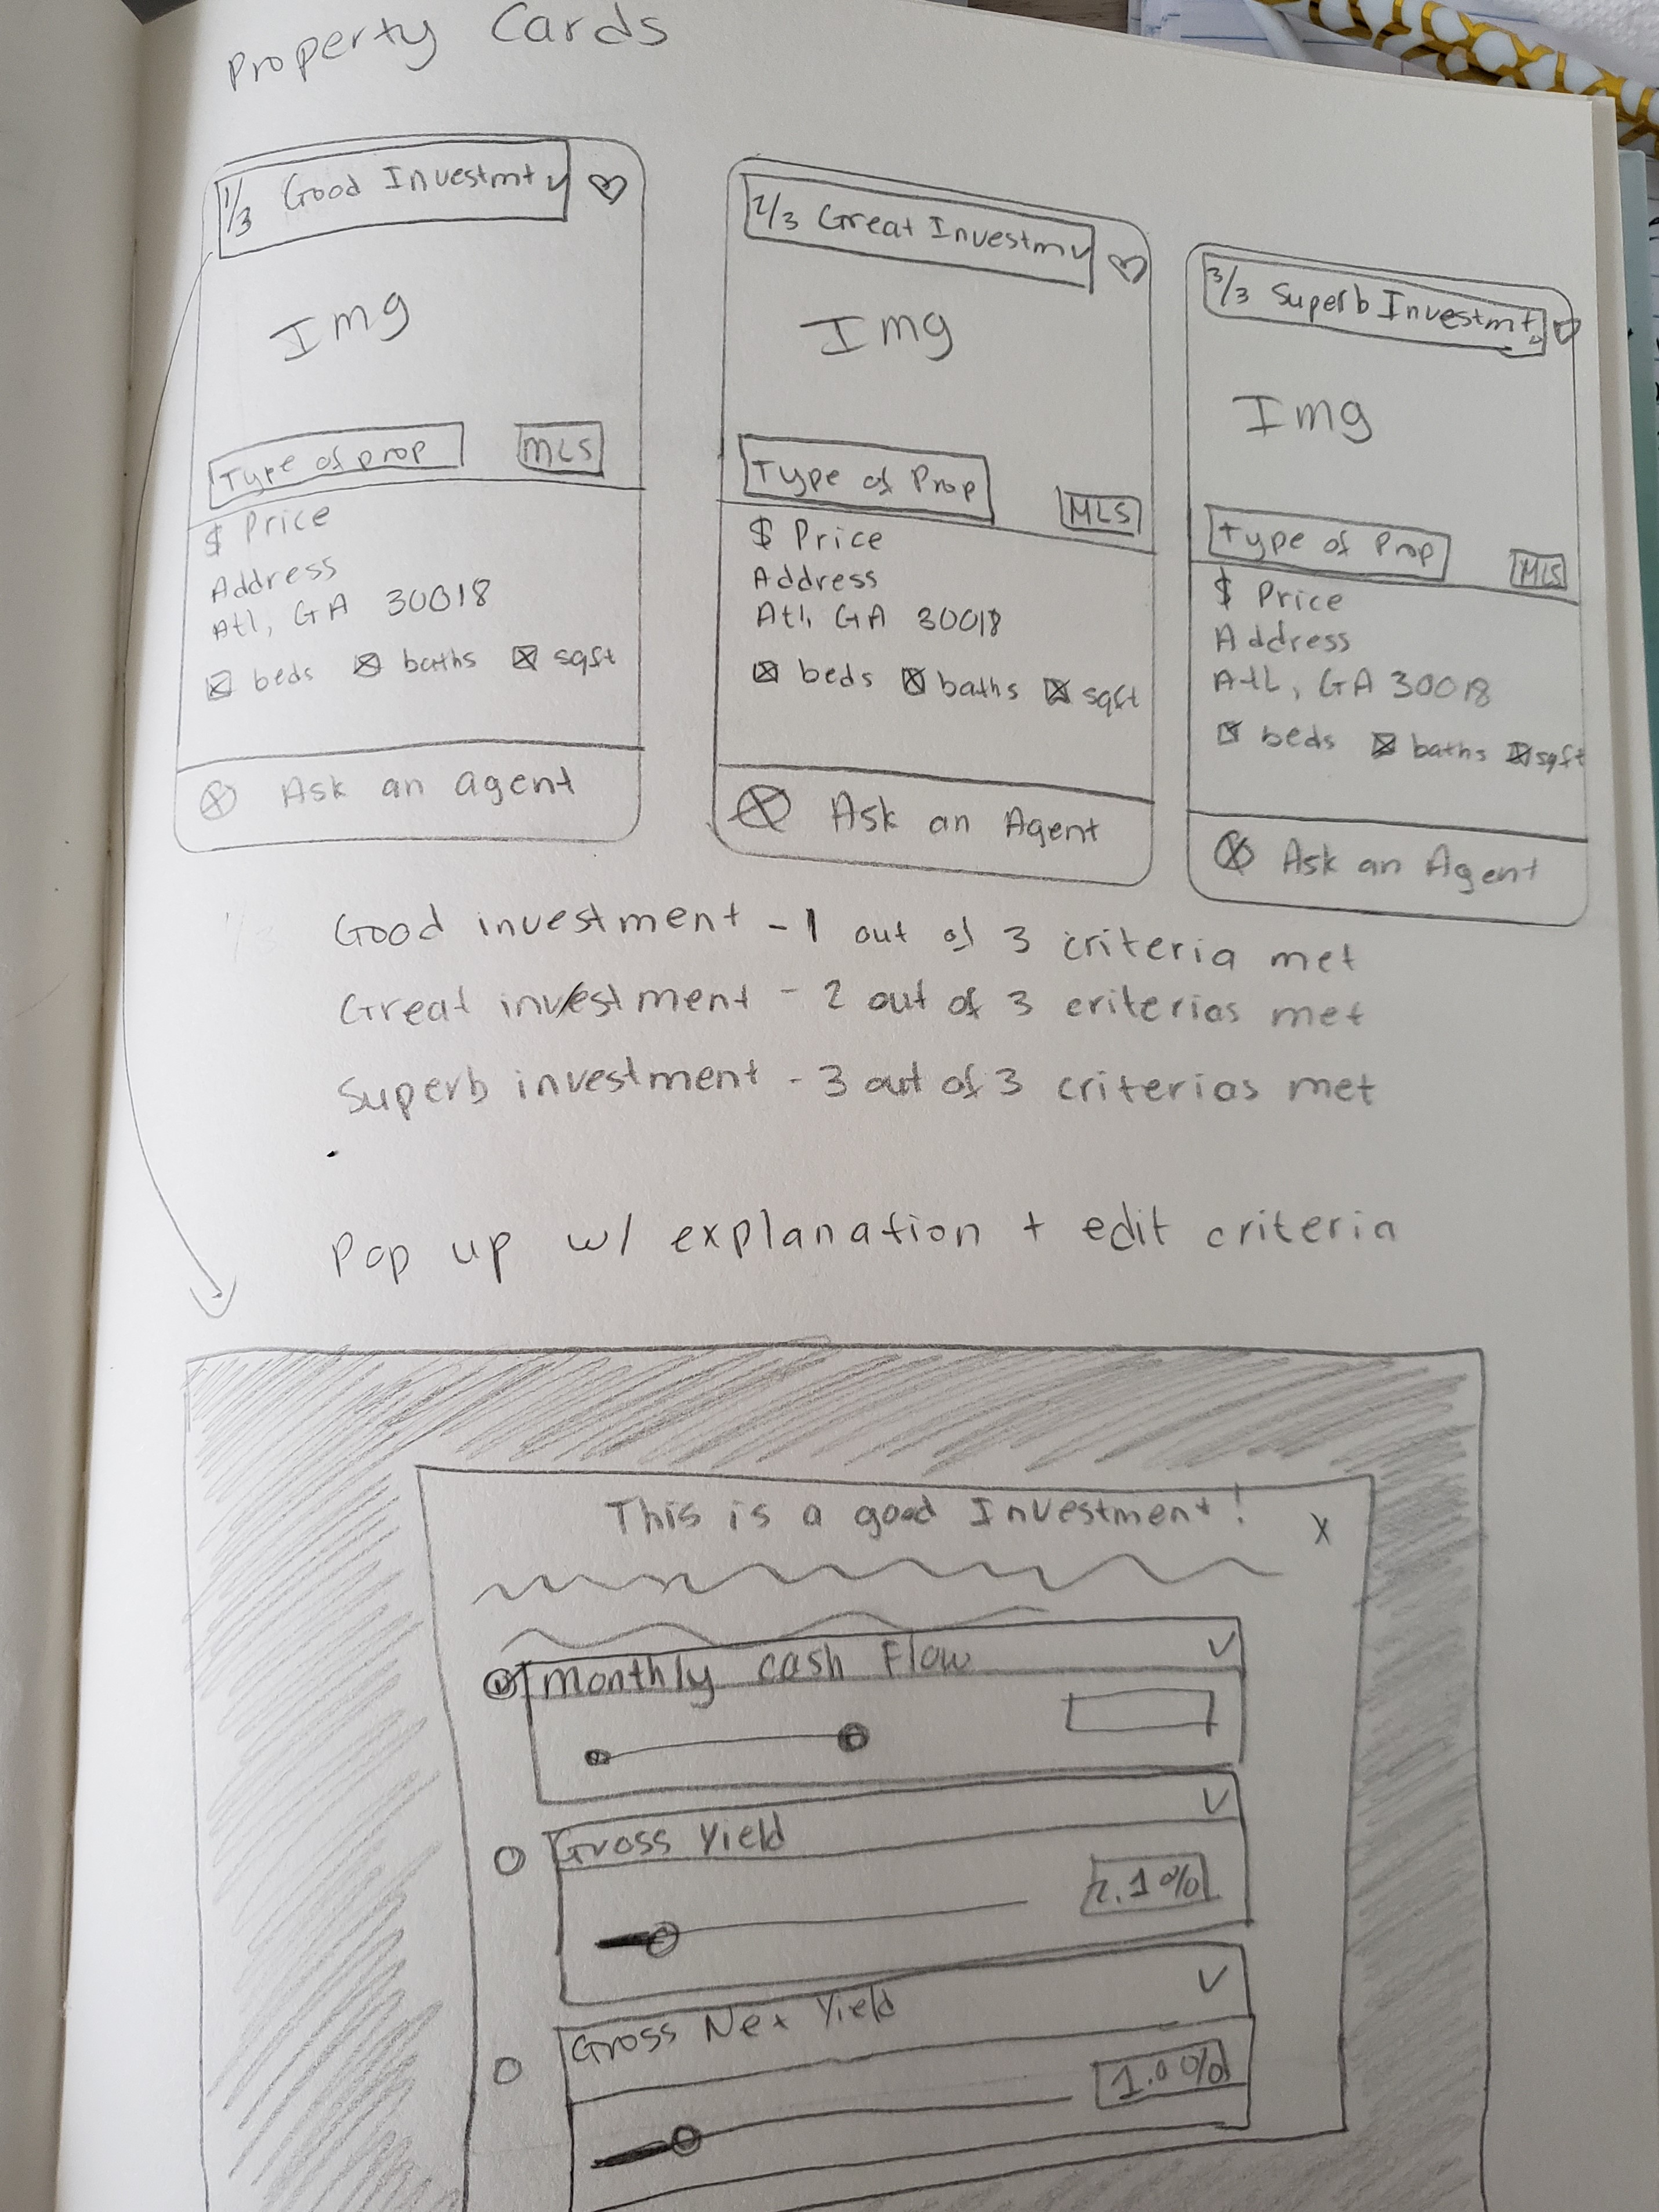 Property Cards
1/3 Good Investmt
Img
Type of prop
MLS
$ Price
Address
Atl, GA 30018
beds baths sqft
Ask an agent
2/3 Great Investm
Img
Type of Prop
MLS
$ Price
Address
Atl, GA 30018
beds baths sqft
Ask an Agent
3/3 Superb Investmt
Img
Type of Prop
MLS
$ Price
Address
Atl, GA 30018
beds baths sqft
Ask an Agent
1/3
Good investment - 1 out of 3 criteria met
Great investment - 2 out of 3 criterias met
Superb investment - 3 out of 3 criterias met
Pop up w/ explanation + edit criteria
This is a good Investment!
X
Monthly cash Flow
Gross Yield
2.1%
Gross Net Yield
1.0%